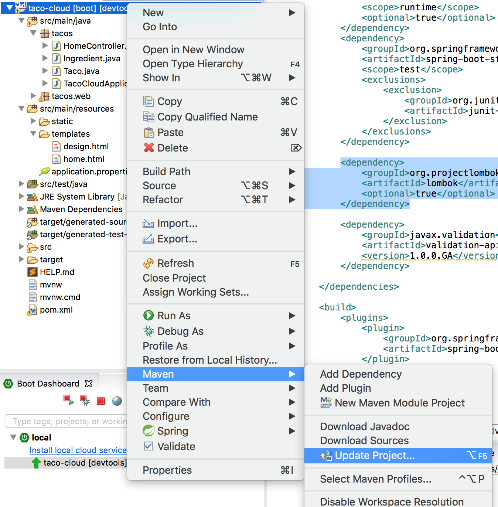 taco-cloud [boot] [devtool
src/main/java
tacos
HomeController.
Ingredient.java
Taco.java
TacoCloudApplic
tacos.web
src/main/resources
static
templates
design.html
home.html
application.properti
src/test/java
JRE System Library [Ja
Maven Dependencies
target/generated-sour
target/generated-test-
src
target
HELP.md
mvnw
mvnw.cmd
pom.xml
Boot Dashboard
Type tags, projects, or working
local
Install local cloud service
taco-cloud [devtools]
New
Go Into
Open in New Window
Open Type Hierarchy F4
Show In ⌥⌘W
Copy ⌘C
Copy Qualified Name
Paste ⌘V
Delete ⌦
Build Path
Source ⌥⌘S
Refactor ⌥⌘T
Import...
Export...
Refresh F5
Close Project
Assign Working Sets...
Run As
Debug As
Profile As
Restore from Local History...
Maven
Team
Compare With
Configure
Spring
Validate
Properties ⌘I
Add Dependency
Add Plugin
New Maven Module Project
Download Javadoc
Download Sources
Update Project... ⌥F5
Select Maven Profiles... ^⌥P
Disable Workspace Resolution
<scope>runtime</scope>
<optional>true</optional>
</dependency>
<dependency>
<groupId>org.springframew
<artifactId>spring-boot-st
<scope>test</scope>
<exclusions>
<exclusion>
<groupId>org.junit
<artifactId>junit-
</exclusion>
</exclusions>
</dependency>
<dependency>
<groupId>org.projectlombok
<artifactId>lombok</artifa
<optional>true</optional>
</dependency>
<dependency>
<groupId>javax.validation<
<artifactId>validation-api
<version>1.0.0.GA</version
</dependency>
</dependencies>
<build>
<plugins>
<plugin>
<groupId>org.springfra
<artifactId>spring-boo
</plugin>